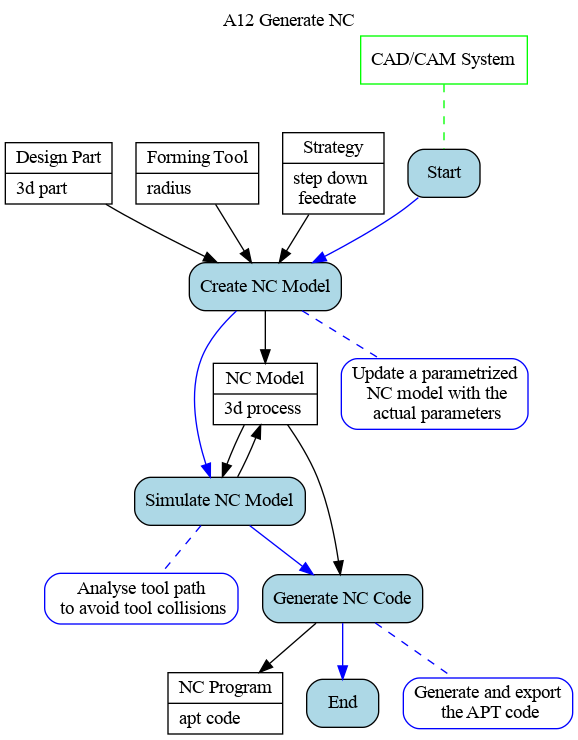 A12 Generate NC
CAD/CAM System
Design Part
3d part
Forming Tool
radius
Strategy
step down
feedrate
Start
Create NC Model
NC Model
3d process
Update a parametrized
NC model with the
actual parameters
Simulate NC Model
Analyse tool path
to avoid tool collisions
Generate NC Code
NC Program
apt code
End
Generate and export
the APT code